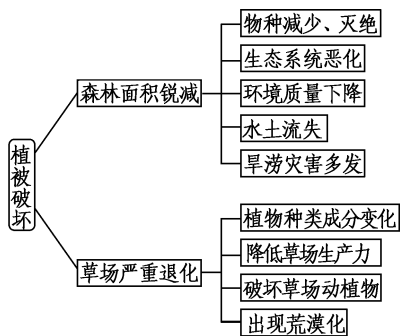 植被破坏
森林面积锐减
物种减少、灭绝
生态系统恶化
环境质量下降
水土流失
旱涝灾害多发
草场严重退化
植物种类成分变化
降低草场生产力
破坏草场动植物
出现荒漠化